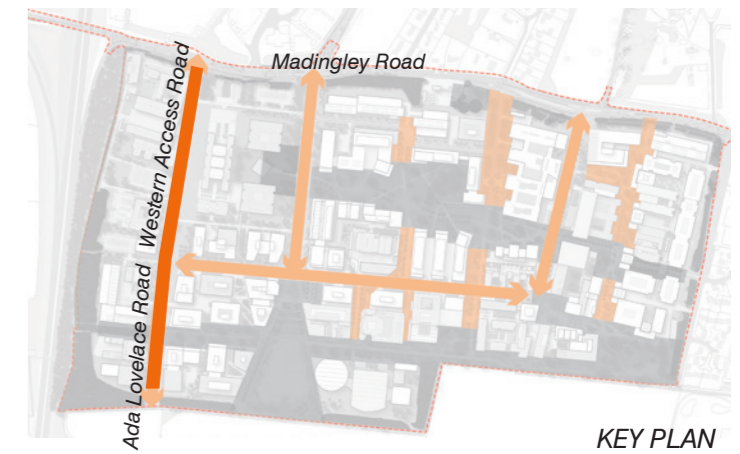 Madingley Road
Western Access Road
Ada Lovelace Road
KEY PLAN